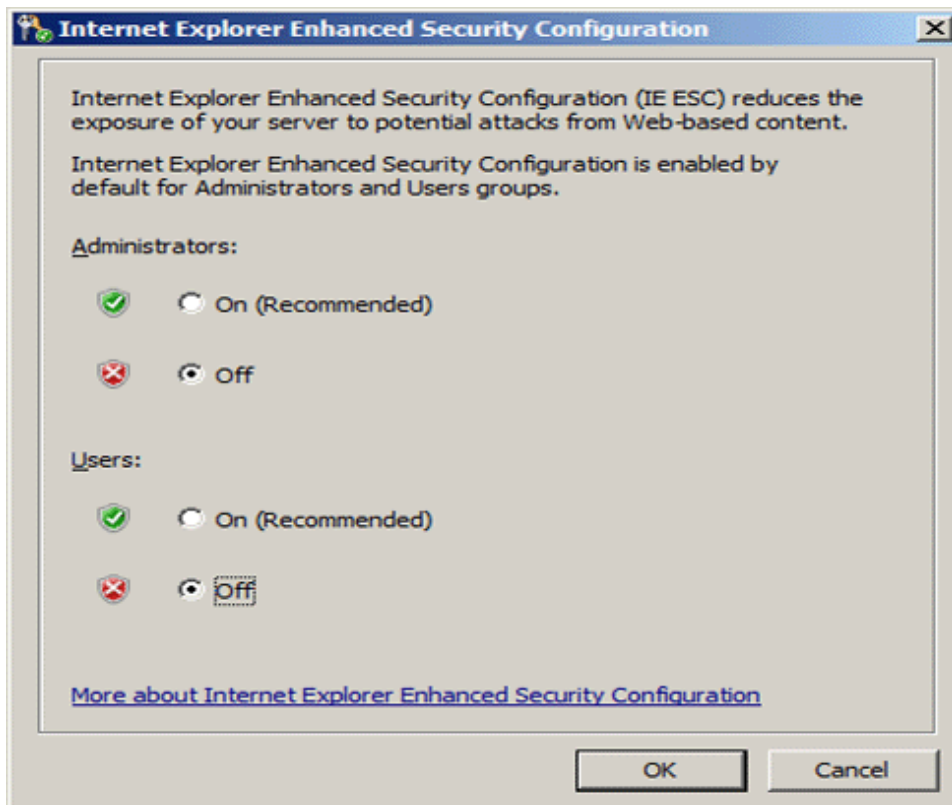 Internet Explorer Enhanced Security Configuration
Internet Explorer Enhanced Security Configuration (IE ESC) reduces the
exposure of your server to potential attacks from Web-based content.
Internet Explorer Enhanced Security Configuration is enabled by
default for Administrators and Users groups.
Administrators:
On (Recommended)
Off
Users:
On (Recommended)
Off
More about Internet Explorer Enhanced Security Configuration
OK
Cancel